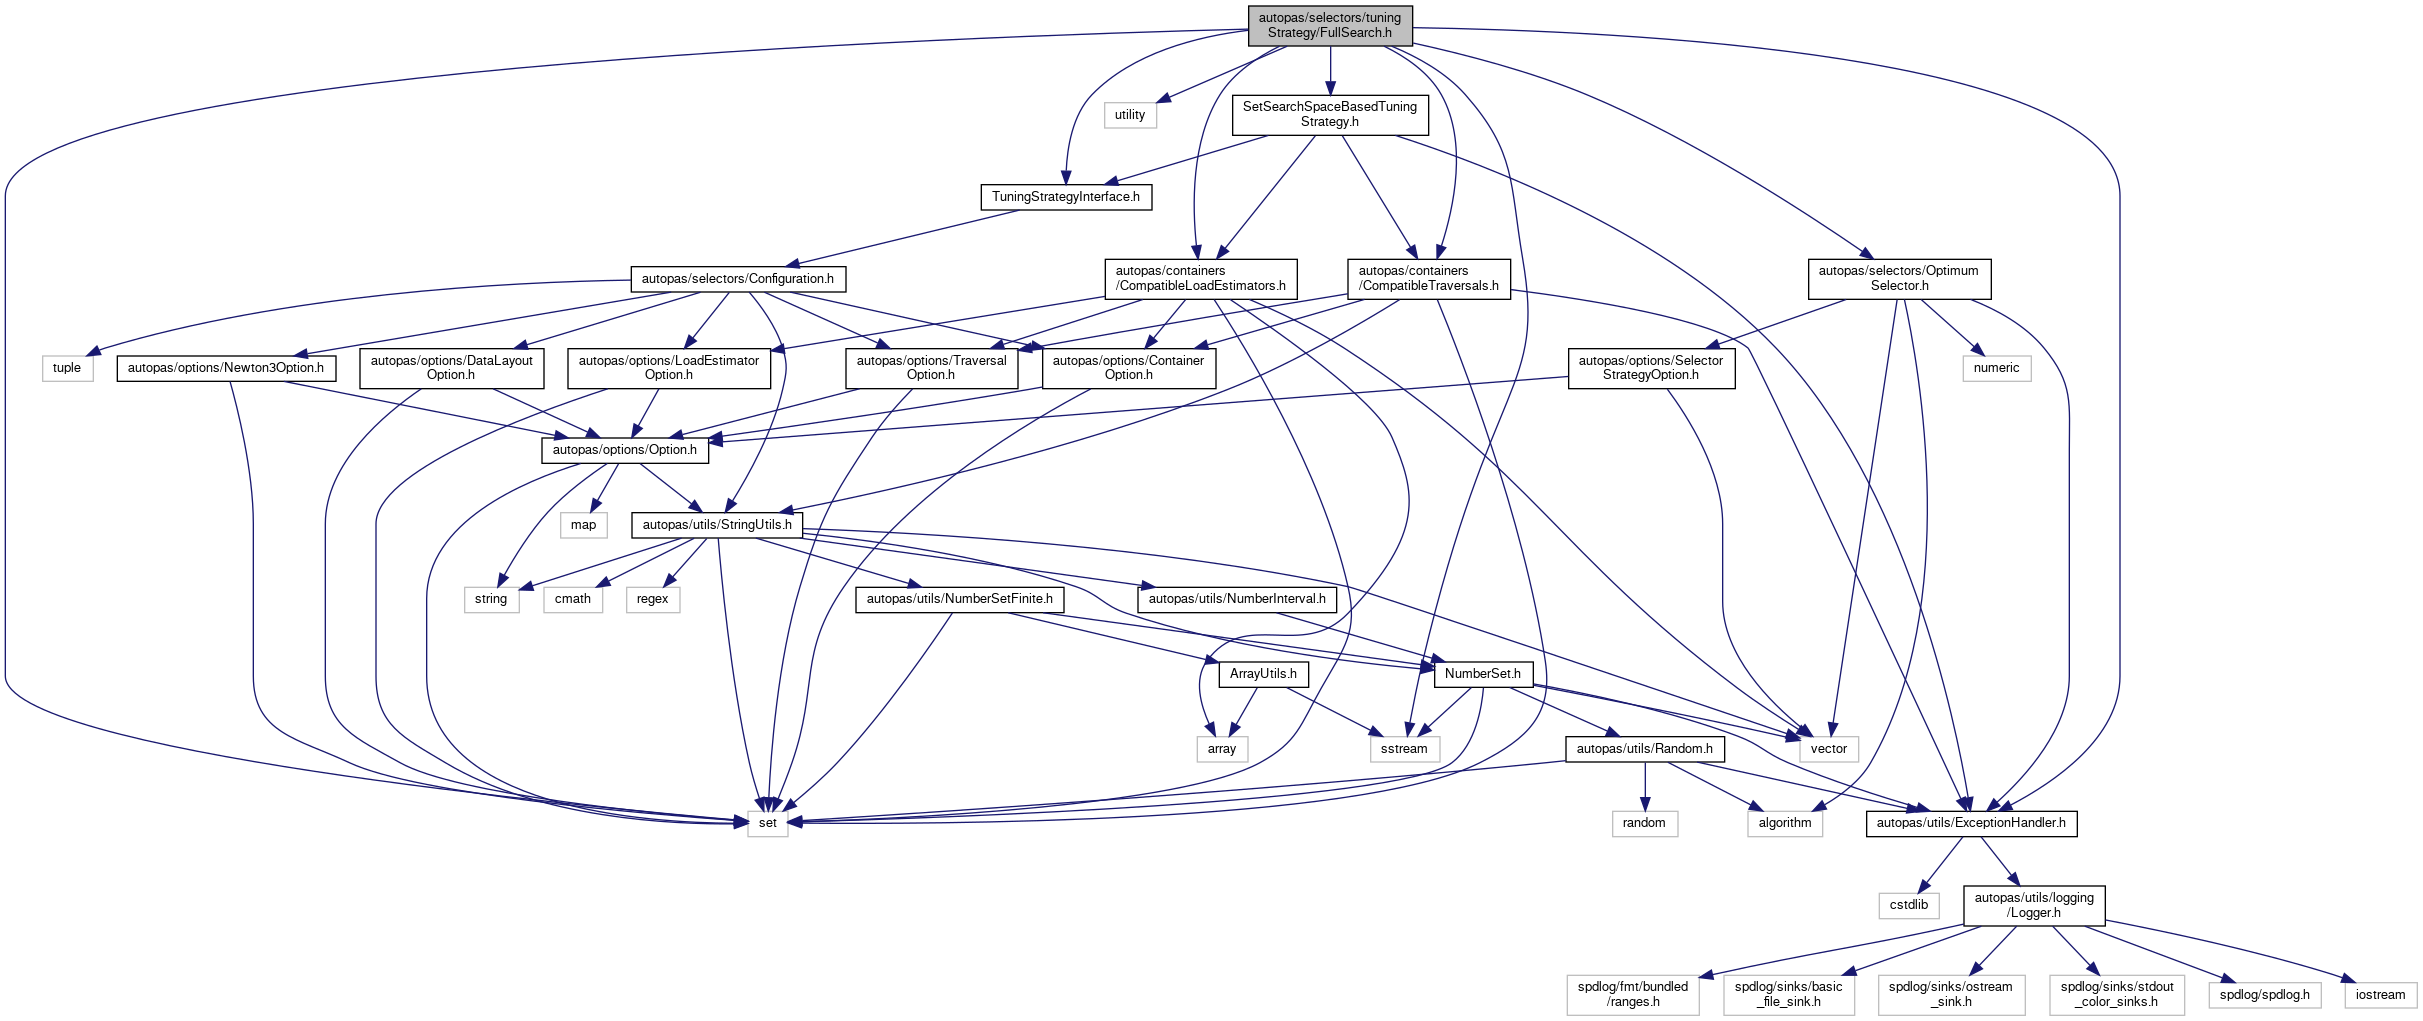 autopas/selectors/tuning
Strategy/FullSearch.h
utility
SetSearchSpaceBasedTuning
Strategy.h
TuningStrategyInterface.h
autopas/selectors/Configuration.h
autopas/containers
/CompatibleLoadEstimators.h
autopas/containers
/CompatibleTraversals.h
autopas/selectors/Optimum
Selector.h
tuple
autopas/options/Newton3Option.h
autopas/options/DataLayout
Option.h
autopas/options/LoadEstimator
Option.h
autopas/options/Traversal
Option.h
autopas/options/Container
Option.h
autopas/options/Selector
StrategyOption.h
numeric
autopas/options/Option.h
map
autopas/utils/StringUtils.h
string
cmath
regex
autopas/utils/NumberSetFinite.h
autopas/utils/NumberInterval.h
ArrayUtils.h
NumberSet.h
array
sstream
autopas/utils/Random.h
vector
set
random
algorithm
autopas/utils/ExceptionHandler.h
cstdlib
autopas/utils/logging
/Logger.h
spdlog/fmt/bundled
/ranges.h
spdlog/sinks/basic
_file_sink.h
spdlog/sinks/ostream
_sink.h
spdlog/sinks/stdout
_color_sinks.h
spdlog/spdlog.h
iostream